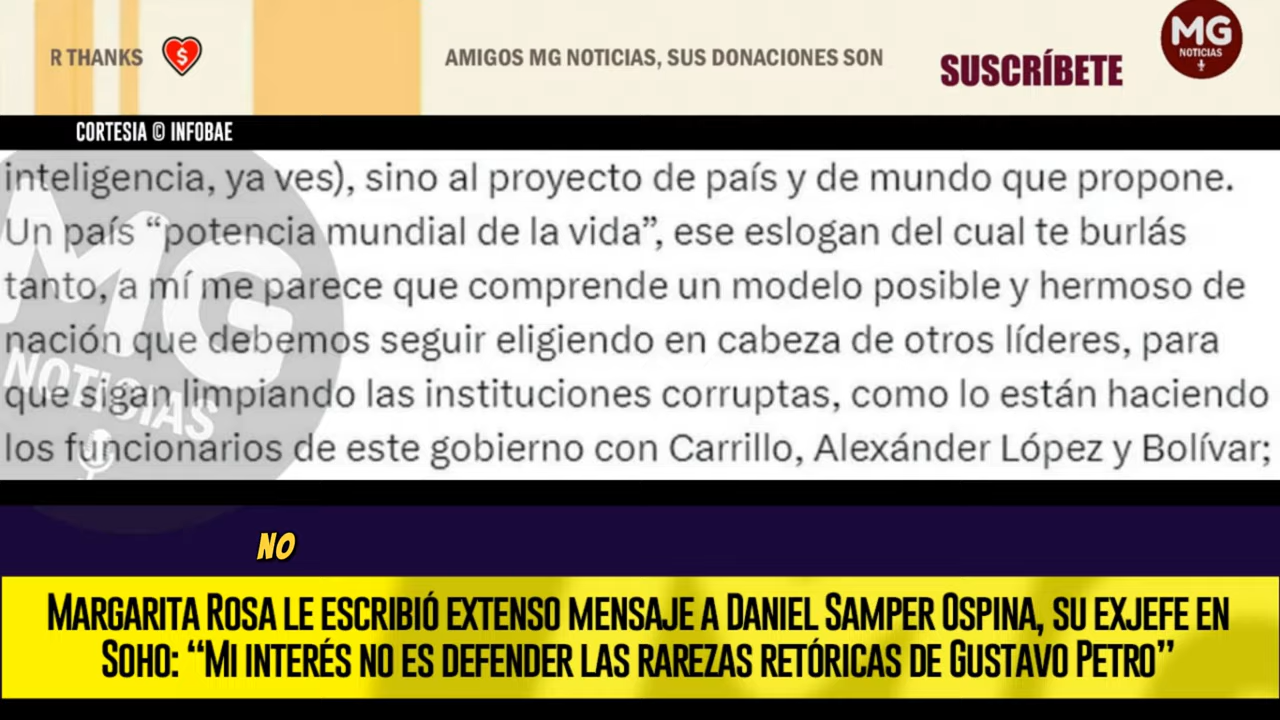 R THANKS
AMIGOS MG NOTICIAS, SUS DONACIONES SON
SUSCRÍBETE
MG
NOTICIAS
CORTESIA © INFOBAE
inteligencia, ya ves), sino al proyecto de país y de mundo que propone.
Un país “potencia mundial de la vida”, ese eslogan del cual te burlás
tanto, a mí me parece que comprende un modelo posible y hermoso de
nación que debemos seguir eligiendo en cabeza de otros líderes, para
que sigan limpiando las instituciones corruptas, como lo están haciendo
los funcionarios de este gobierno con Carrillo, Alexánder López y Bolívar;
MG
NOTICIAS
NO
MARGARITA ROSA LE ESCRIBIÓ EXTENSO MENSAJE A DANIEL SAMPER OSPINA, SU EXJEFE EN
SOHO: “MI INTERÉS NO ES DEFENDER LAS RAREZAS RETÓRICAS DE GUSTAVO PETRO”